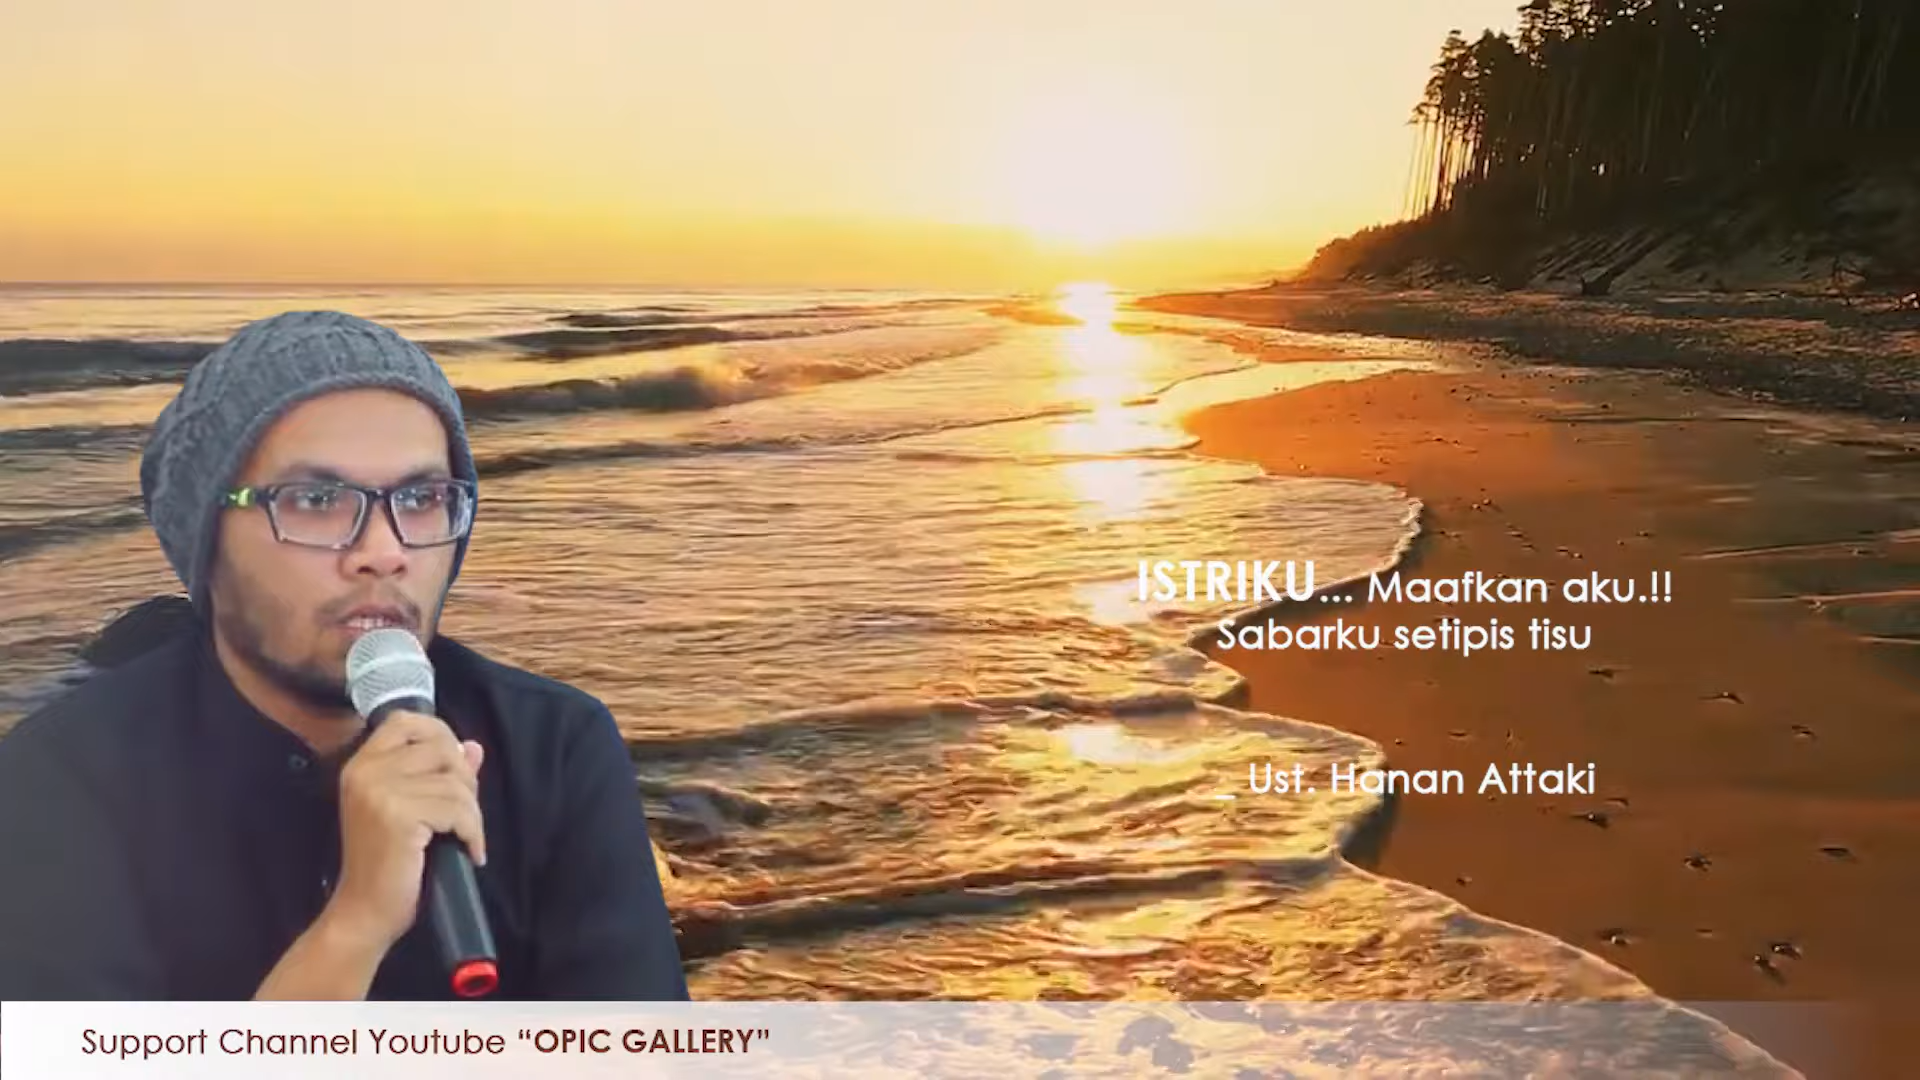 ISTRIKU... Maafkan aku.!!
Sabarku setipis tisu
_ Ust. Hanan Attaki
Support Channel Youtube “OPIC GALLERY”